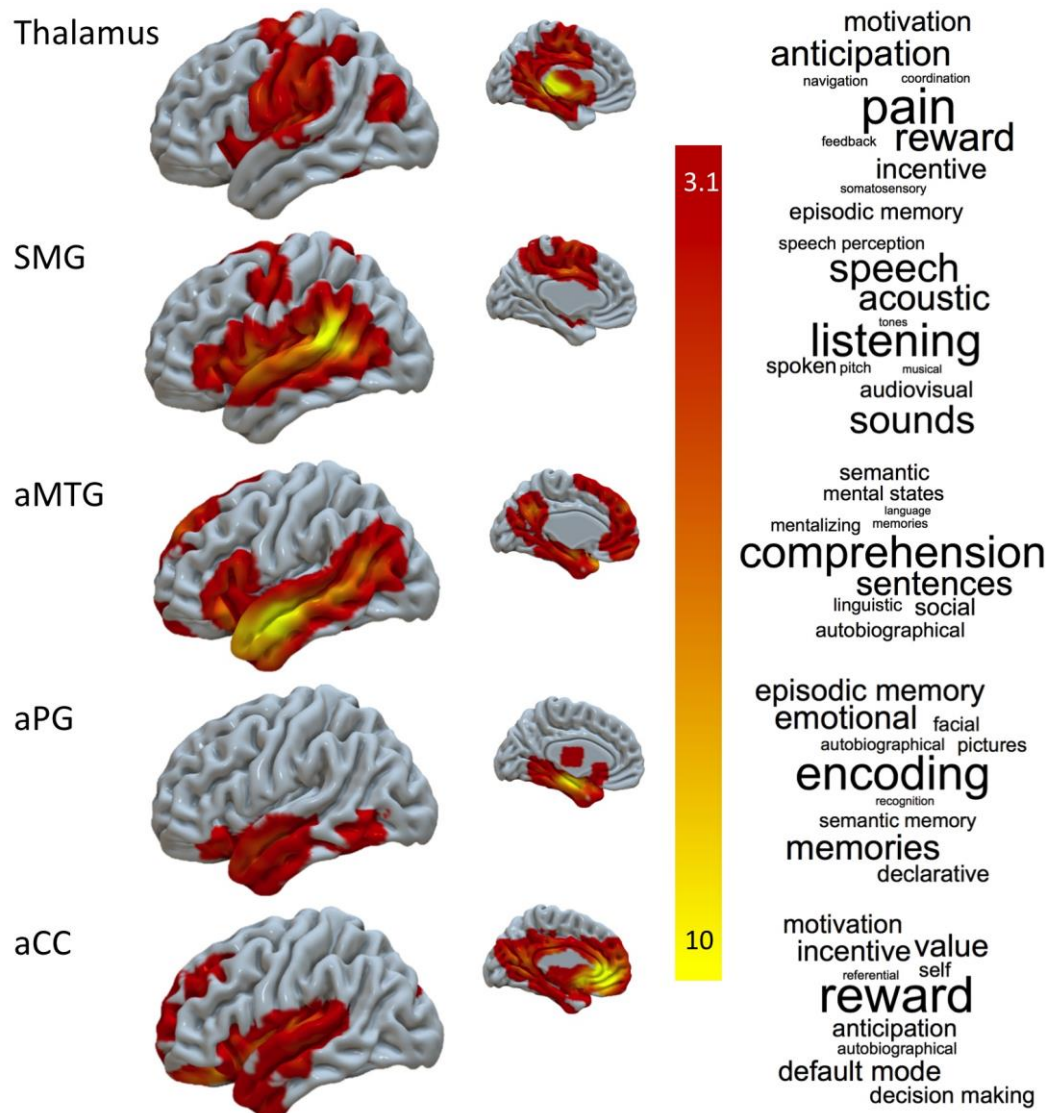 Thalamus
motivation
anticipation
navigation coordination
pain
feedback reward
incentive
somatosensory
episodic memory
3.1
SMG
speech perception
speech
acoustic
tones
listening
spoken pitch musical
audiovisual
sounds
aMTG
semantic
mental states
language
mentalizing memories
comprehension
sentences
linguistic social
autobiographical
aPG
episodic memory
emotional facial
autobiographical pictures
encoding
recognition
semantic memory
memories
declarative
aCC
10
motivation
incentive value
referential self
reward
anticipation
autobiographical
default mode
decision making